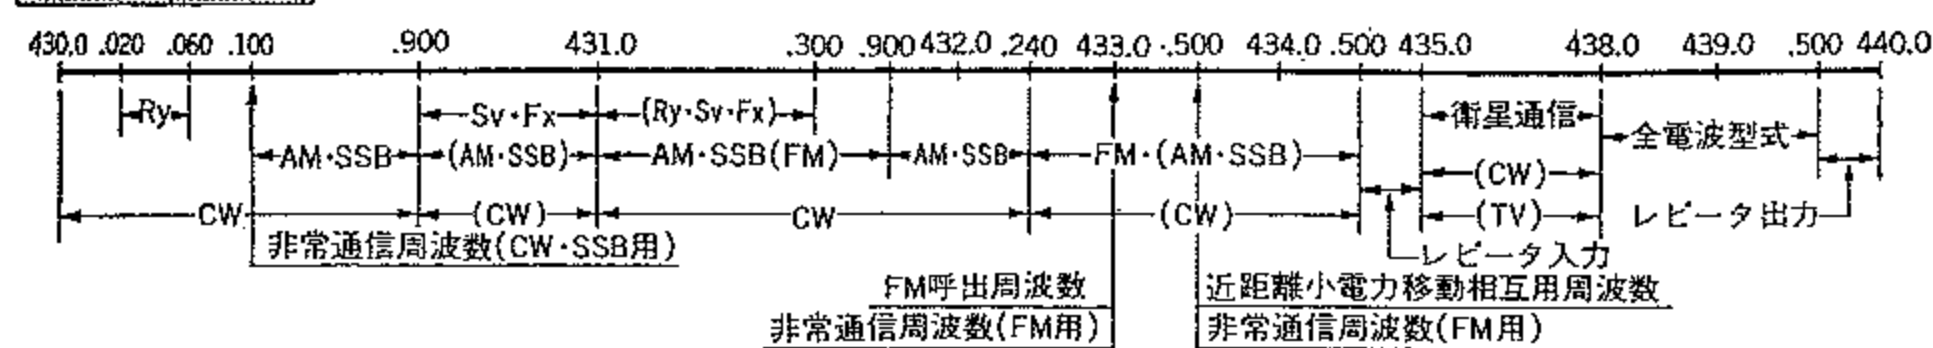 430.0 .020 .060 .100 .900 431.0 .300 .900 432.0 .240 433.0 .500 434.0 .500 435.0 438.0 439.0 .500 440.0
Ry Sv・Fx (Ry・Sv・Fx) 衛星通信
AM・SSB (AM・SSB) AM・SSB(FM) AM・SSB FM・(AM・SSB) 全電波型式
(CW)
CW (CW) CW (CW) (TV) レピータ出力
非常通信周波数(CW・SSB用) レピータ入力
FM呼出周波数 近距離小電力移動相互用周波数
非常通信周波数(FM用) 非常通信周波数(FM用)